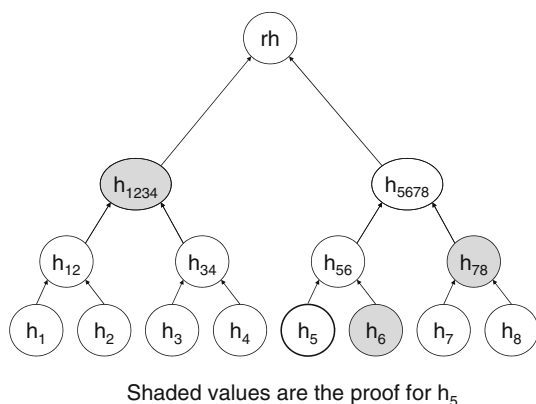 rh
h₁₂₃₄ h₅₆₇₈
h₁₂ h₃₄ h₅₆ h₇₈
h₁ h₂ h₃ h₄ h₅ h₆ h₇ h₈
Shaded values are the proof for h₅